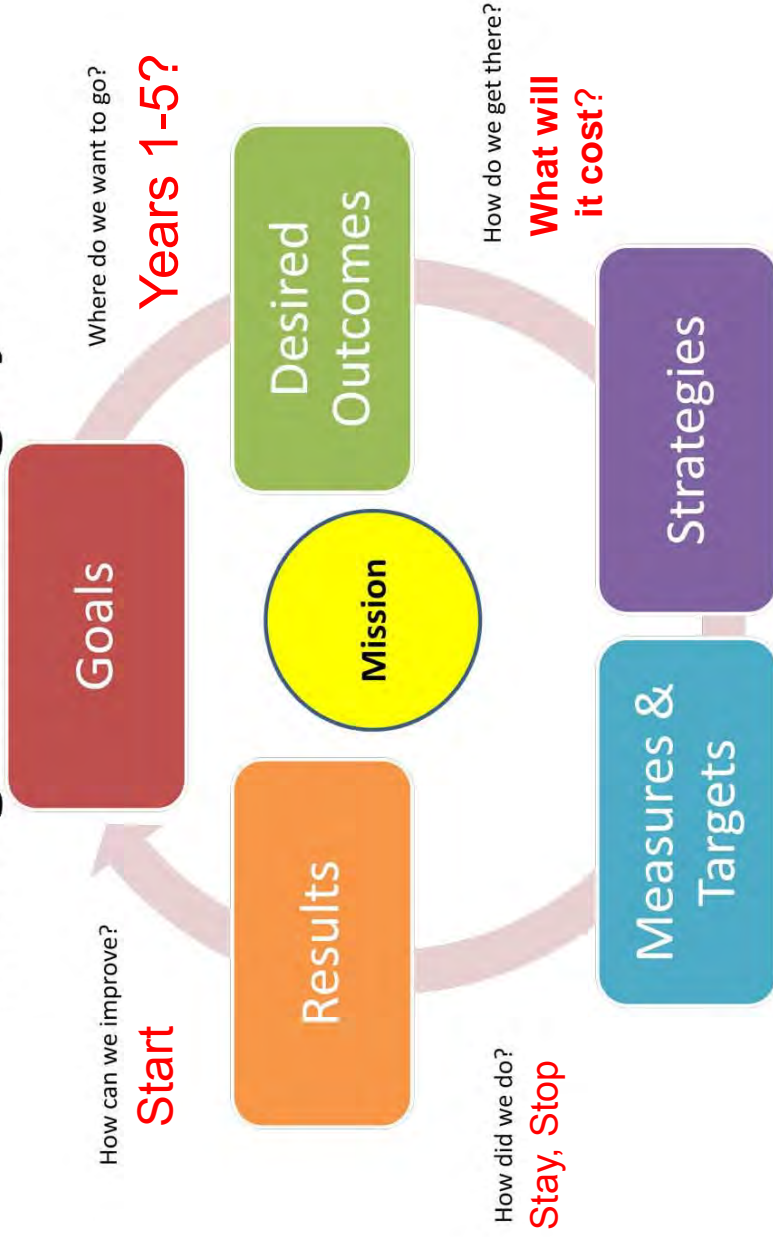 Goals
Where do we want to go?
Years 1-5?
Desired
Outcomes
How do we get there?
What will
it cost?
Strategies
Measures &
Targets
How did we do?
Stay, Stop
Results
How can we improve?
Start
Mission